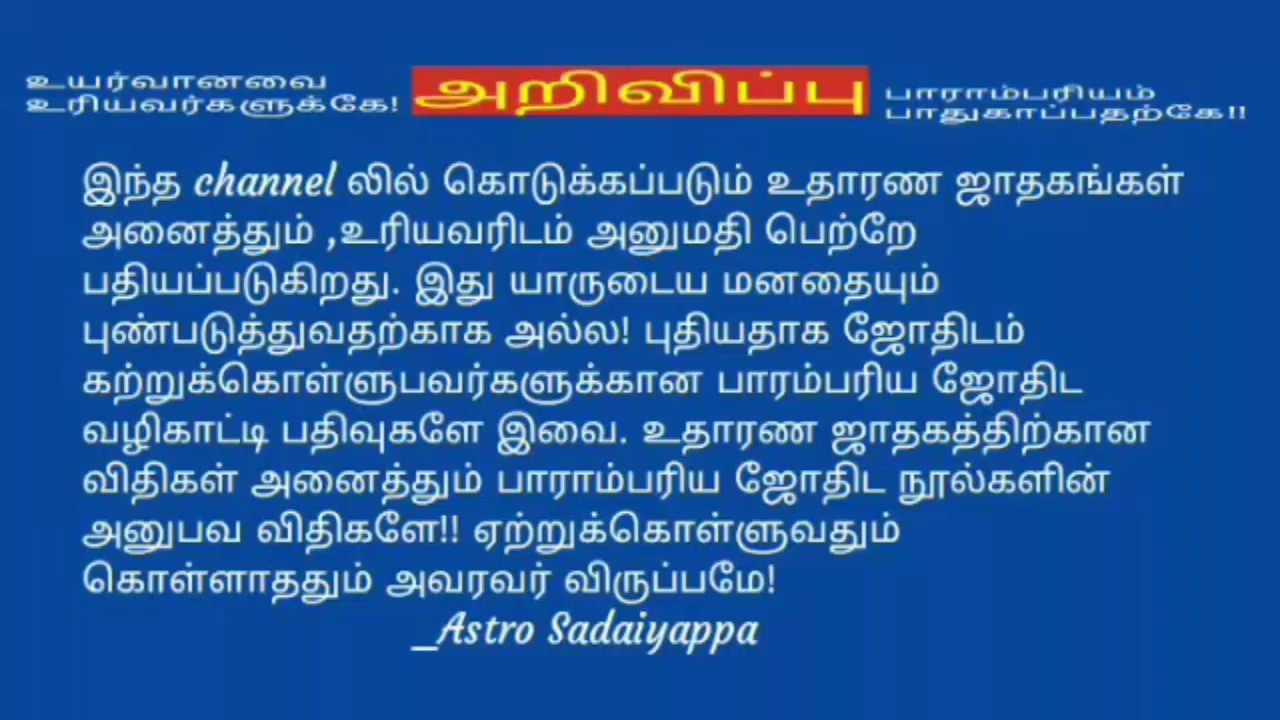 உயர்வானவை
உரியவர்களுக்கே!
அறிவிப்பு
பாராம்பரியம்
பாதுகாப்பதற்கே!!
இந்த channel லில் கொடுக்கப்படும் உதாரண ஜாதகங்கள்
அனைத்தும் ,உரியவரிடம் அனுமதி பெற்றே
பதியப்படுகிறது. இது யாருடைய மனதையும்
புண்படுத்துவதற்காக அல்ல! புதியதாக ஜோதிடம்
கற்றுக்கொள்ளுபவர்களுக்கான பாரம்பரிய ஜோதிட
வழிகாட்டி பதிவுகளே இவை. உதாரண ஜாதகத்திற்கான
விதிகள் அனைத்தும் பாராம்பரிய ஜோதிட நூல்களின்
அனுபவ விதிகளே!! ஏற்றுக்கொள்ளுவதும்
கொள்ளாததும் அவரவர் விருப்பமே!
_Astro Sadaiyappa